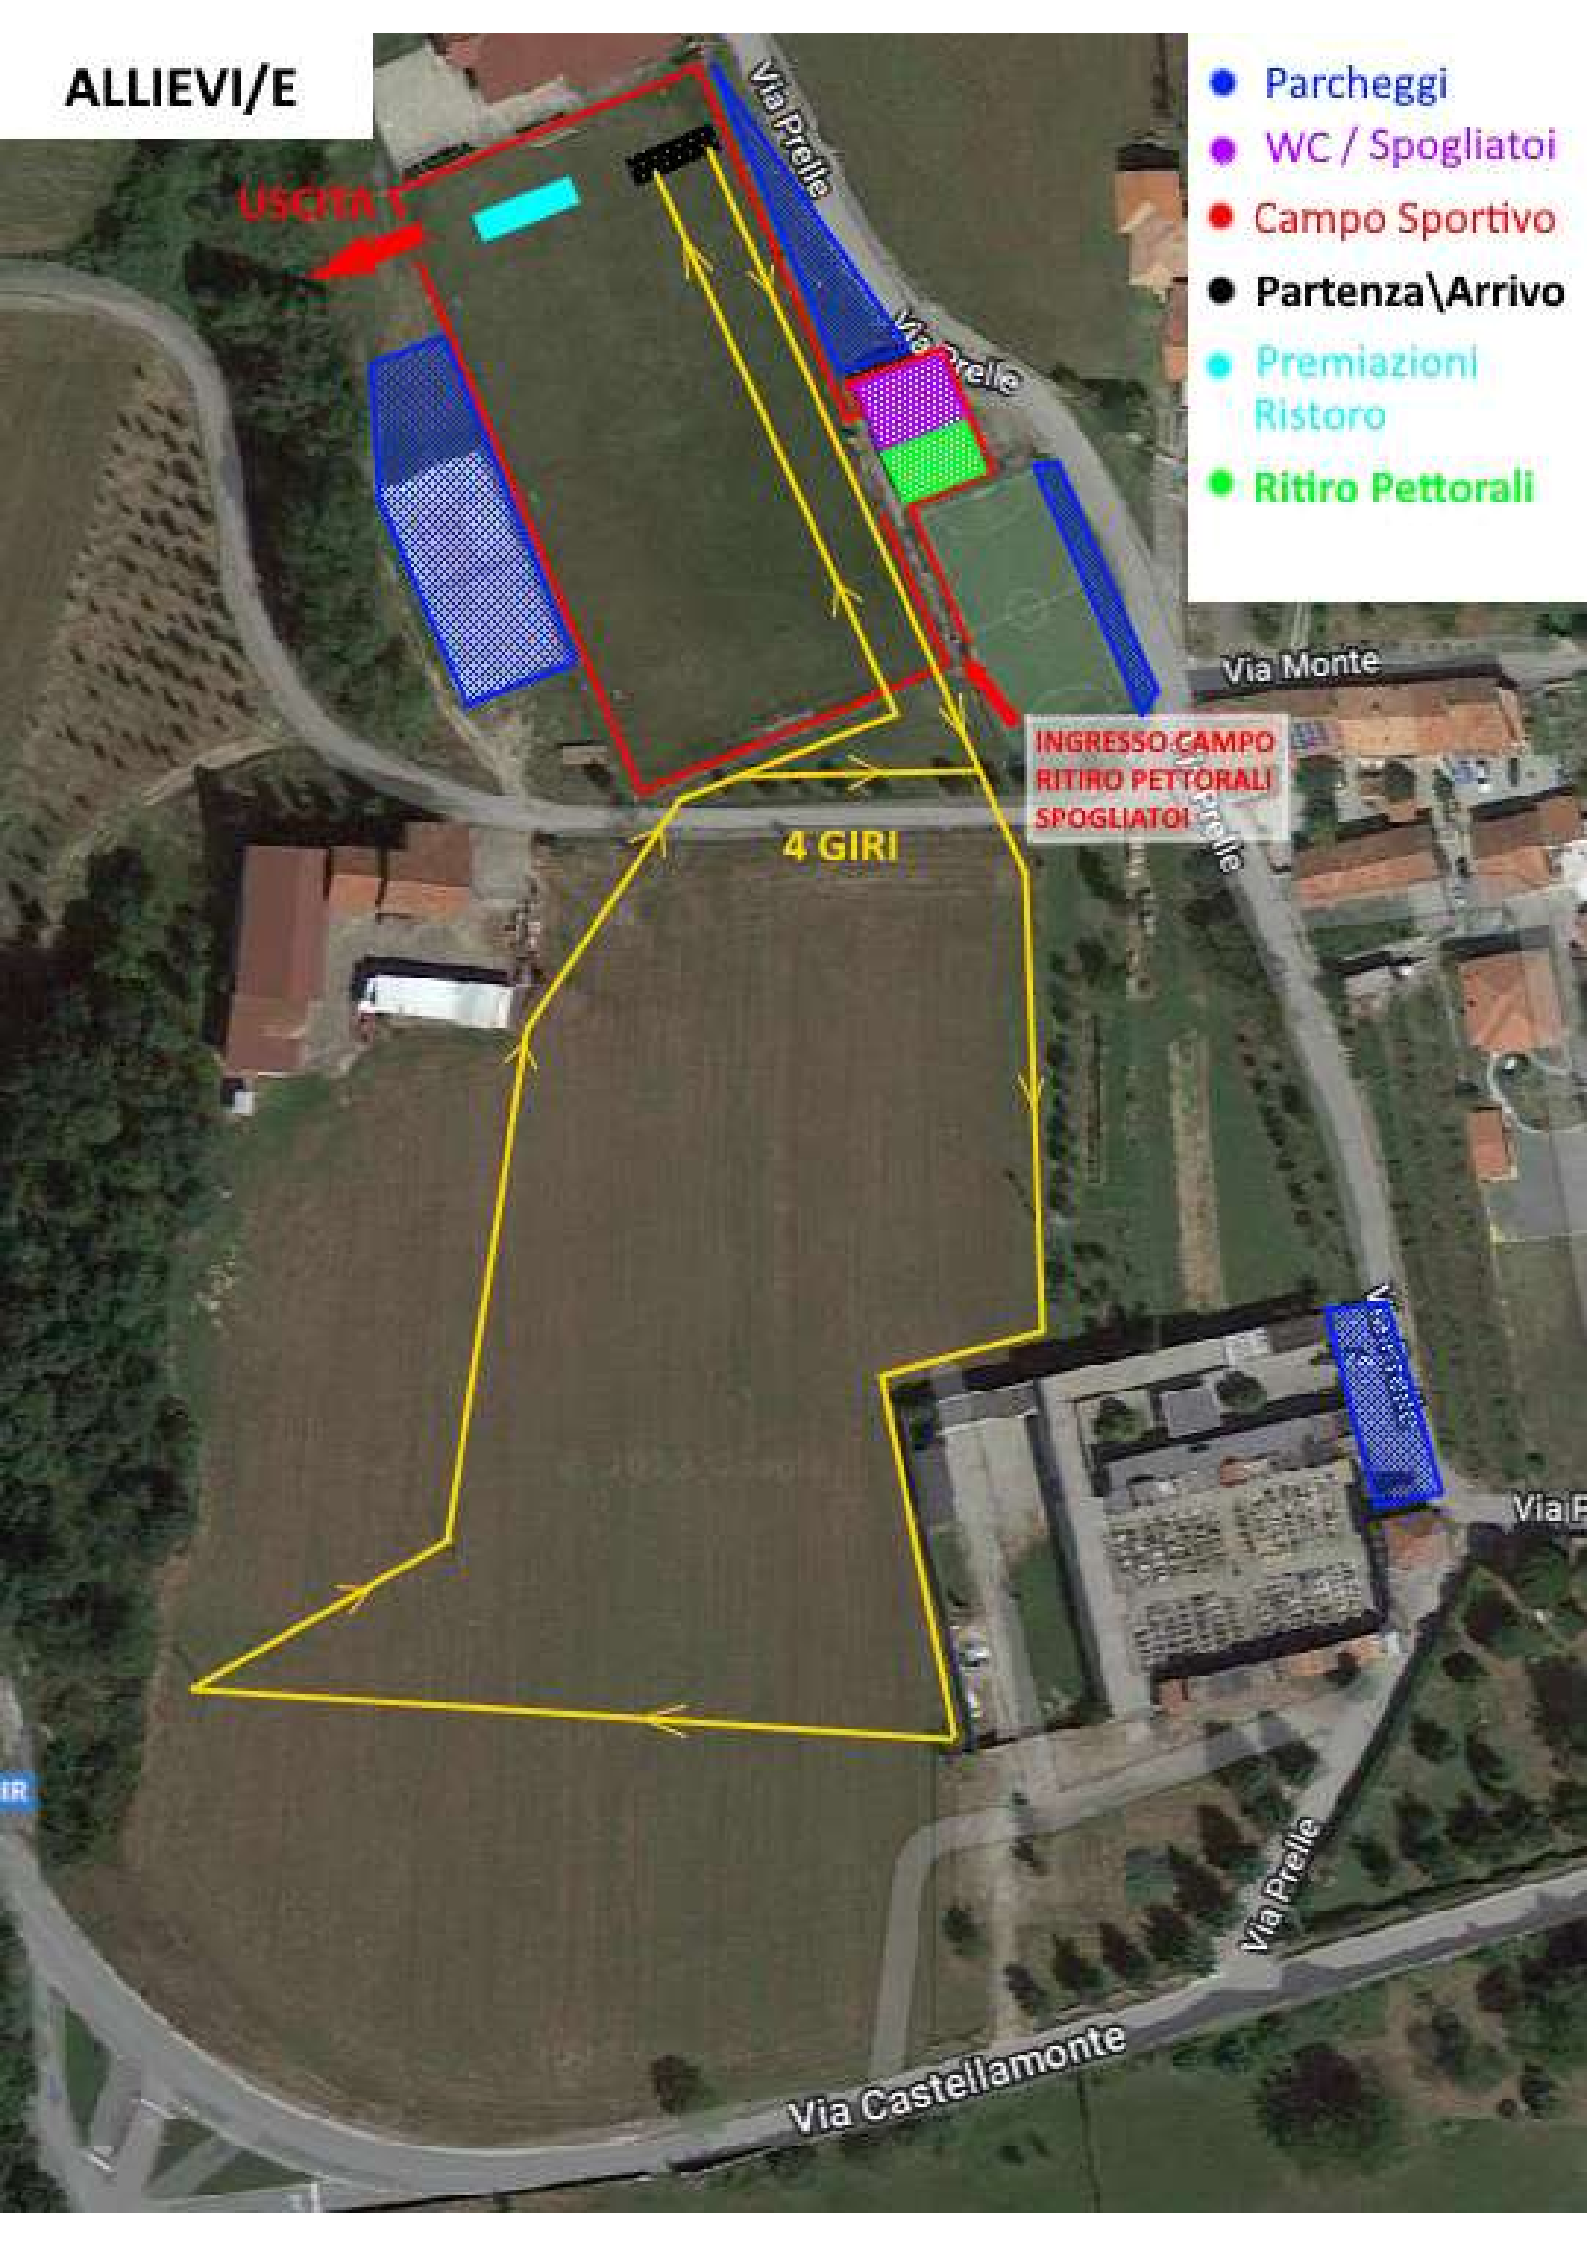 ALLIEVI/E
Parcheggi
WC / Spogliatoi
Campo Sportivo
Partenza\Arrivo
Premiazioni
Ristoro
Ritiro Pettorali
Via Prelle
USCITA
Via Prelle
Via Monte
INGRESSO CAMPO
RITIRO PETTORALI
SPOGLIATOI
Prelle
4 GIRI
Via P
IR
Via Prelle
Via Castellamonte